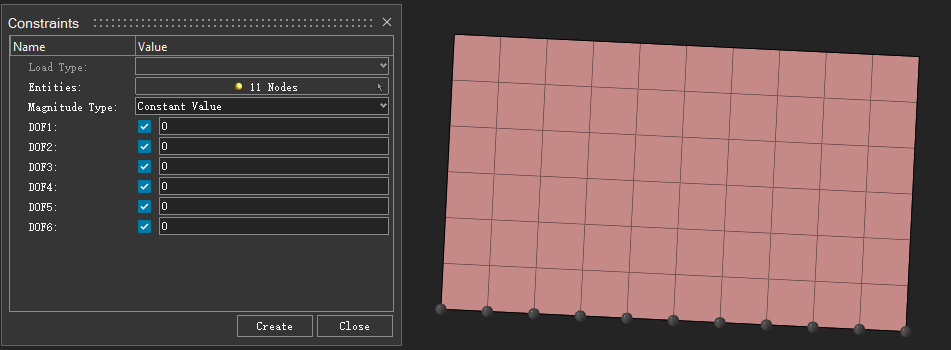 Constraints
Name Value
Load Type:
Entities: 11 Nodes
Magnitude Type: Constant Value
DOF1: 0
DOF2: 0
DOF3: 0
DOF4: 0
DOF5: 0
DOF6: 0
Create Close